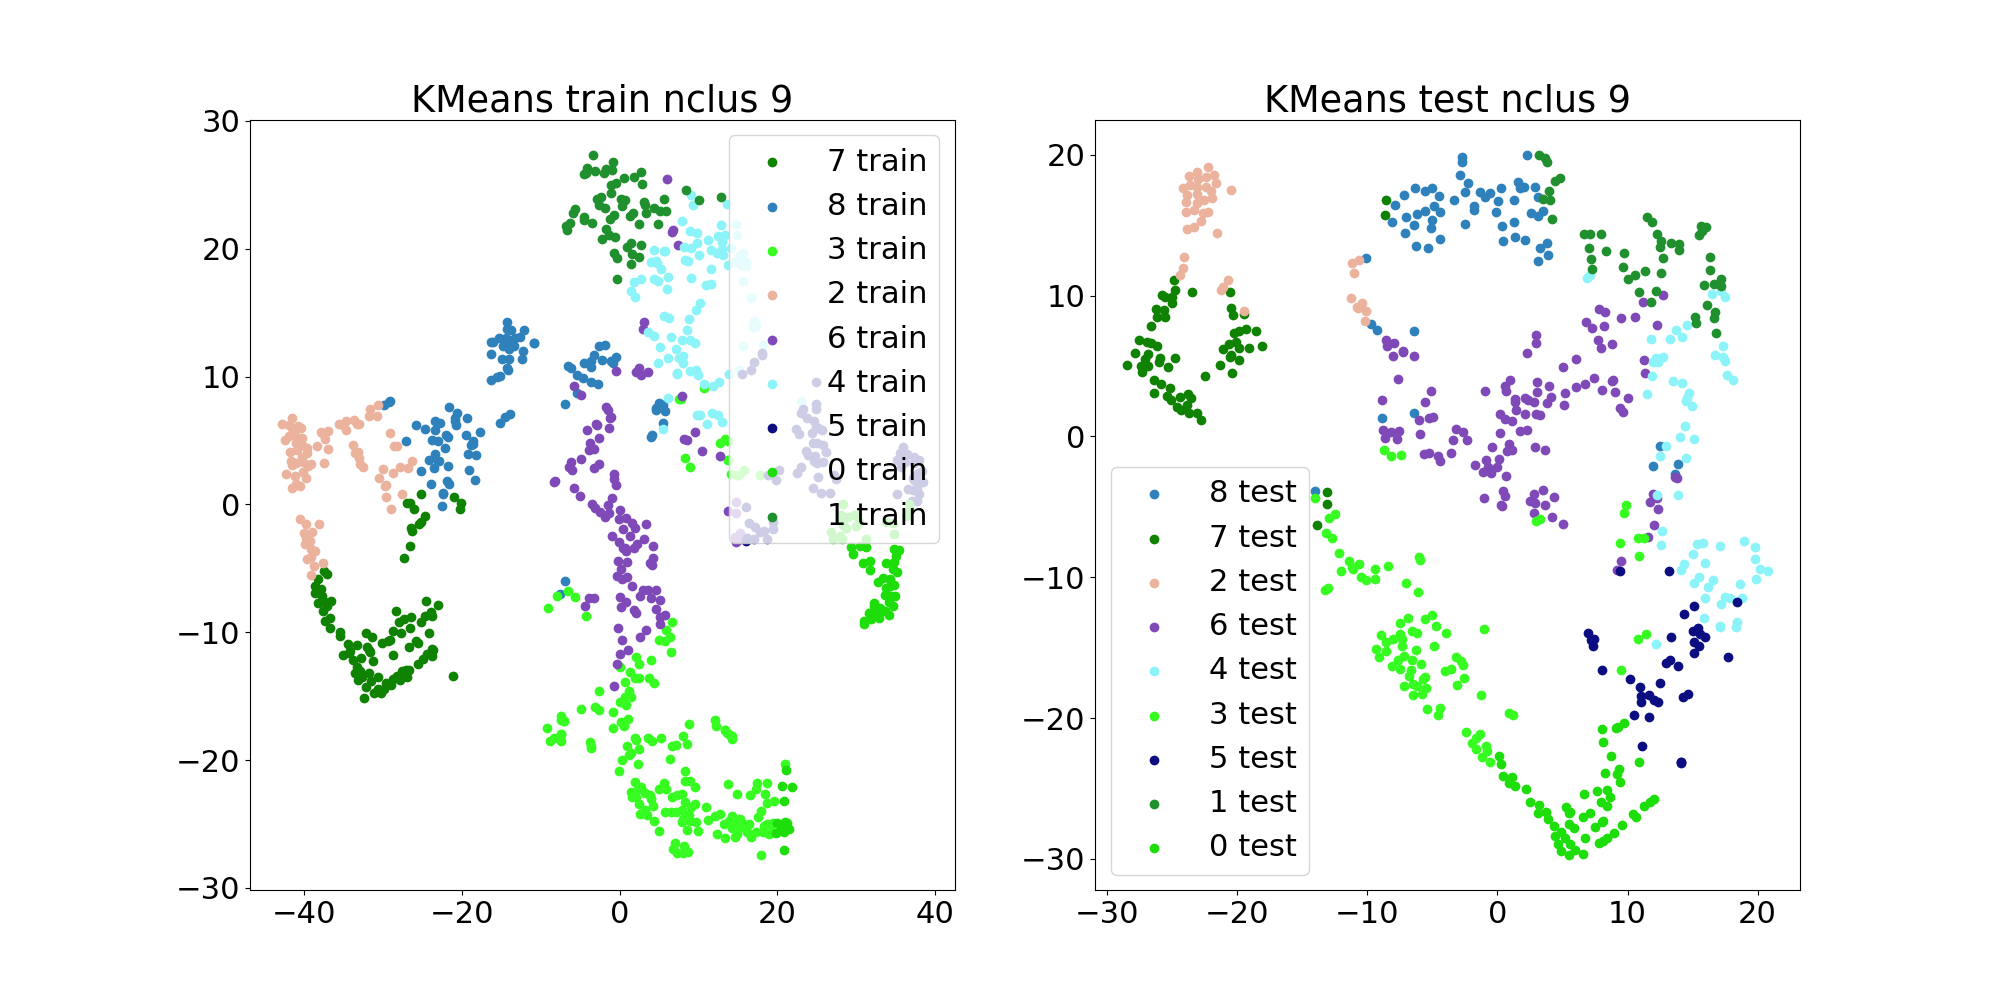 KMeans train nclus 9
30
20
10
0
−10
−20
−30
−40
−20
0
20
40
7 train
8 train
3 train
2 train
6 train
4 train
5 train
0 train
1 train
KMeans test nclus 9
20
10
0
−10
−20
−30
−30
−20
−10
0
10
20
8 test
7 test
2 test
6 test
4 test
3 test
5 test
1 test
0 test